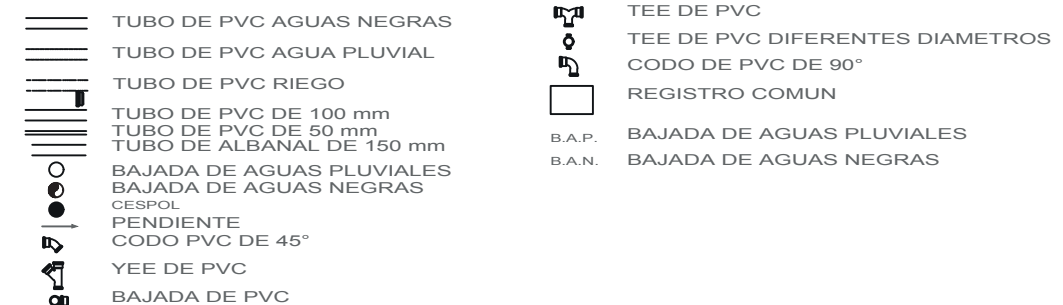 TUBO DE PVC AGUAS NEGRAS
TUBO DE PVC AGUA PLUVIAL
TUBO DE PVC RIEGO
TUBO DE PVC DE 100 mm
TUBO DE PVC DE 50 mm
TUBO DE ALBANAL DE 150 mm
BAJADA DE AGUAS PLUVIALES
BAJADA DE AGUAS NEGRAS
CESPOL
PENDIENTE
CODO PVC DE 45°
YEE DE PVC
BAJADA DE PVC
TEE DE PVC
TEE DE PVC DIFERENTES DIAMETROS
CODO DE PVC DE 90°
REGISTRO COMUN
B.A.P. BAJADA DE AGUAS PLUVIALES
B.A.N. BAJADA DE AGUAS NEGRAS